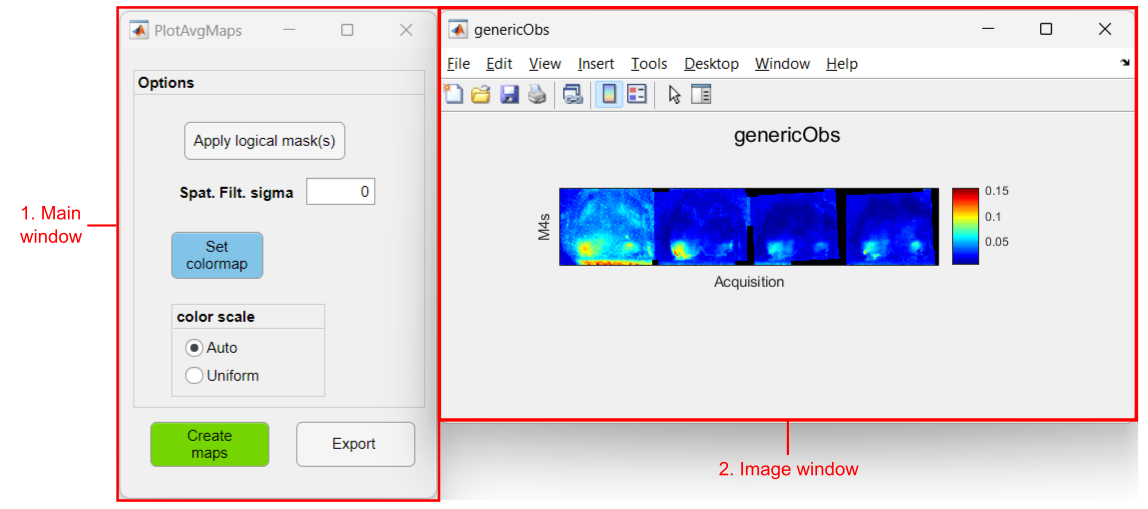 PlotAvgMaps
Options
Apply logical mask(s)
Spat. Filt. sigma 0
Set
colormap
color scale
Auto
Uniform
Create
maps
Export
1. Main
window
genericObs
File Edit View Insert Tools Desktop Window Help
genericObs
M4s
0.15
0.1
0.05
Acquisition
2. Image window